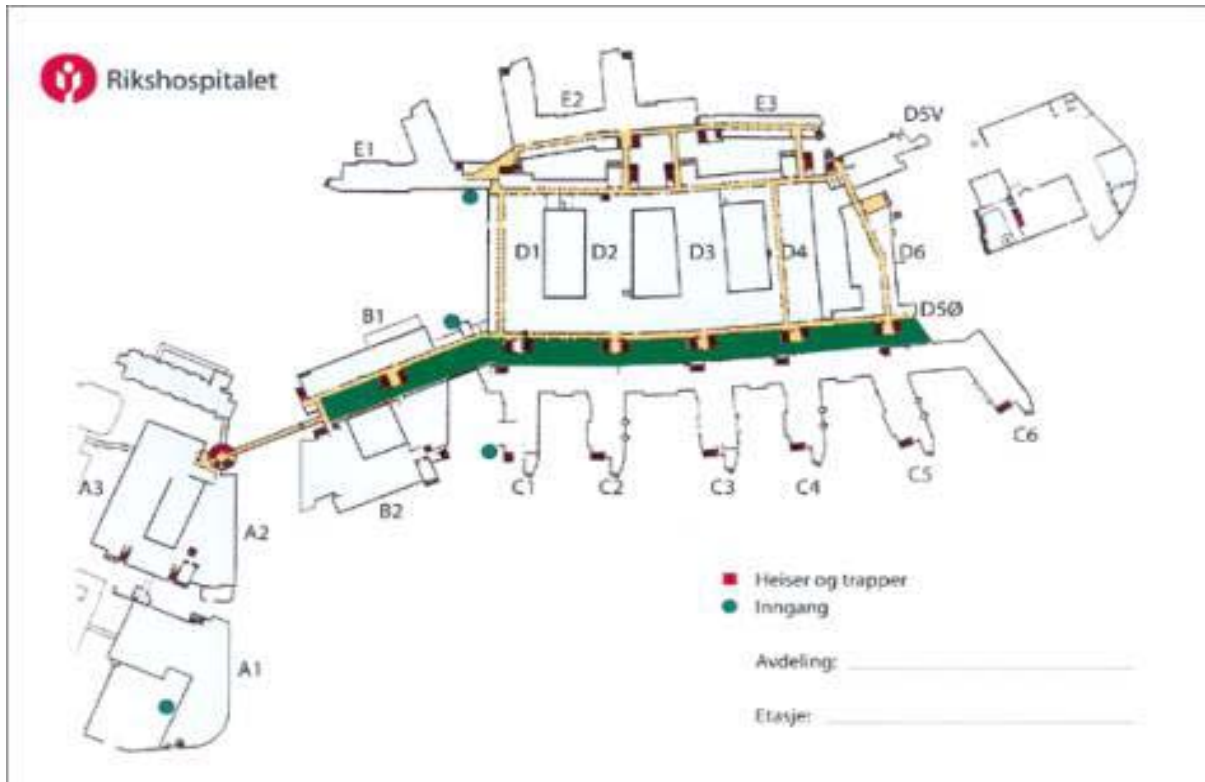 Rikshospitalet
E2
E3
D5V
E1
D1
D2
D3
D4
D6
D5Ø
B1
C6
A3
C5
C1
C2
C3
C4
B2
A2
A1
Heiser og trapper
Inngang
Avdeling:
Etasje: